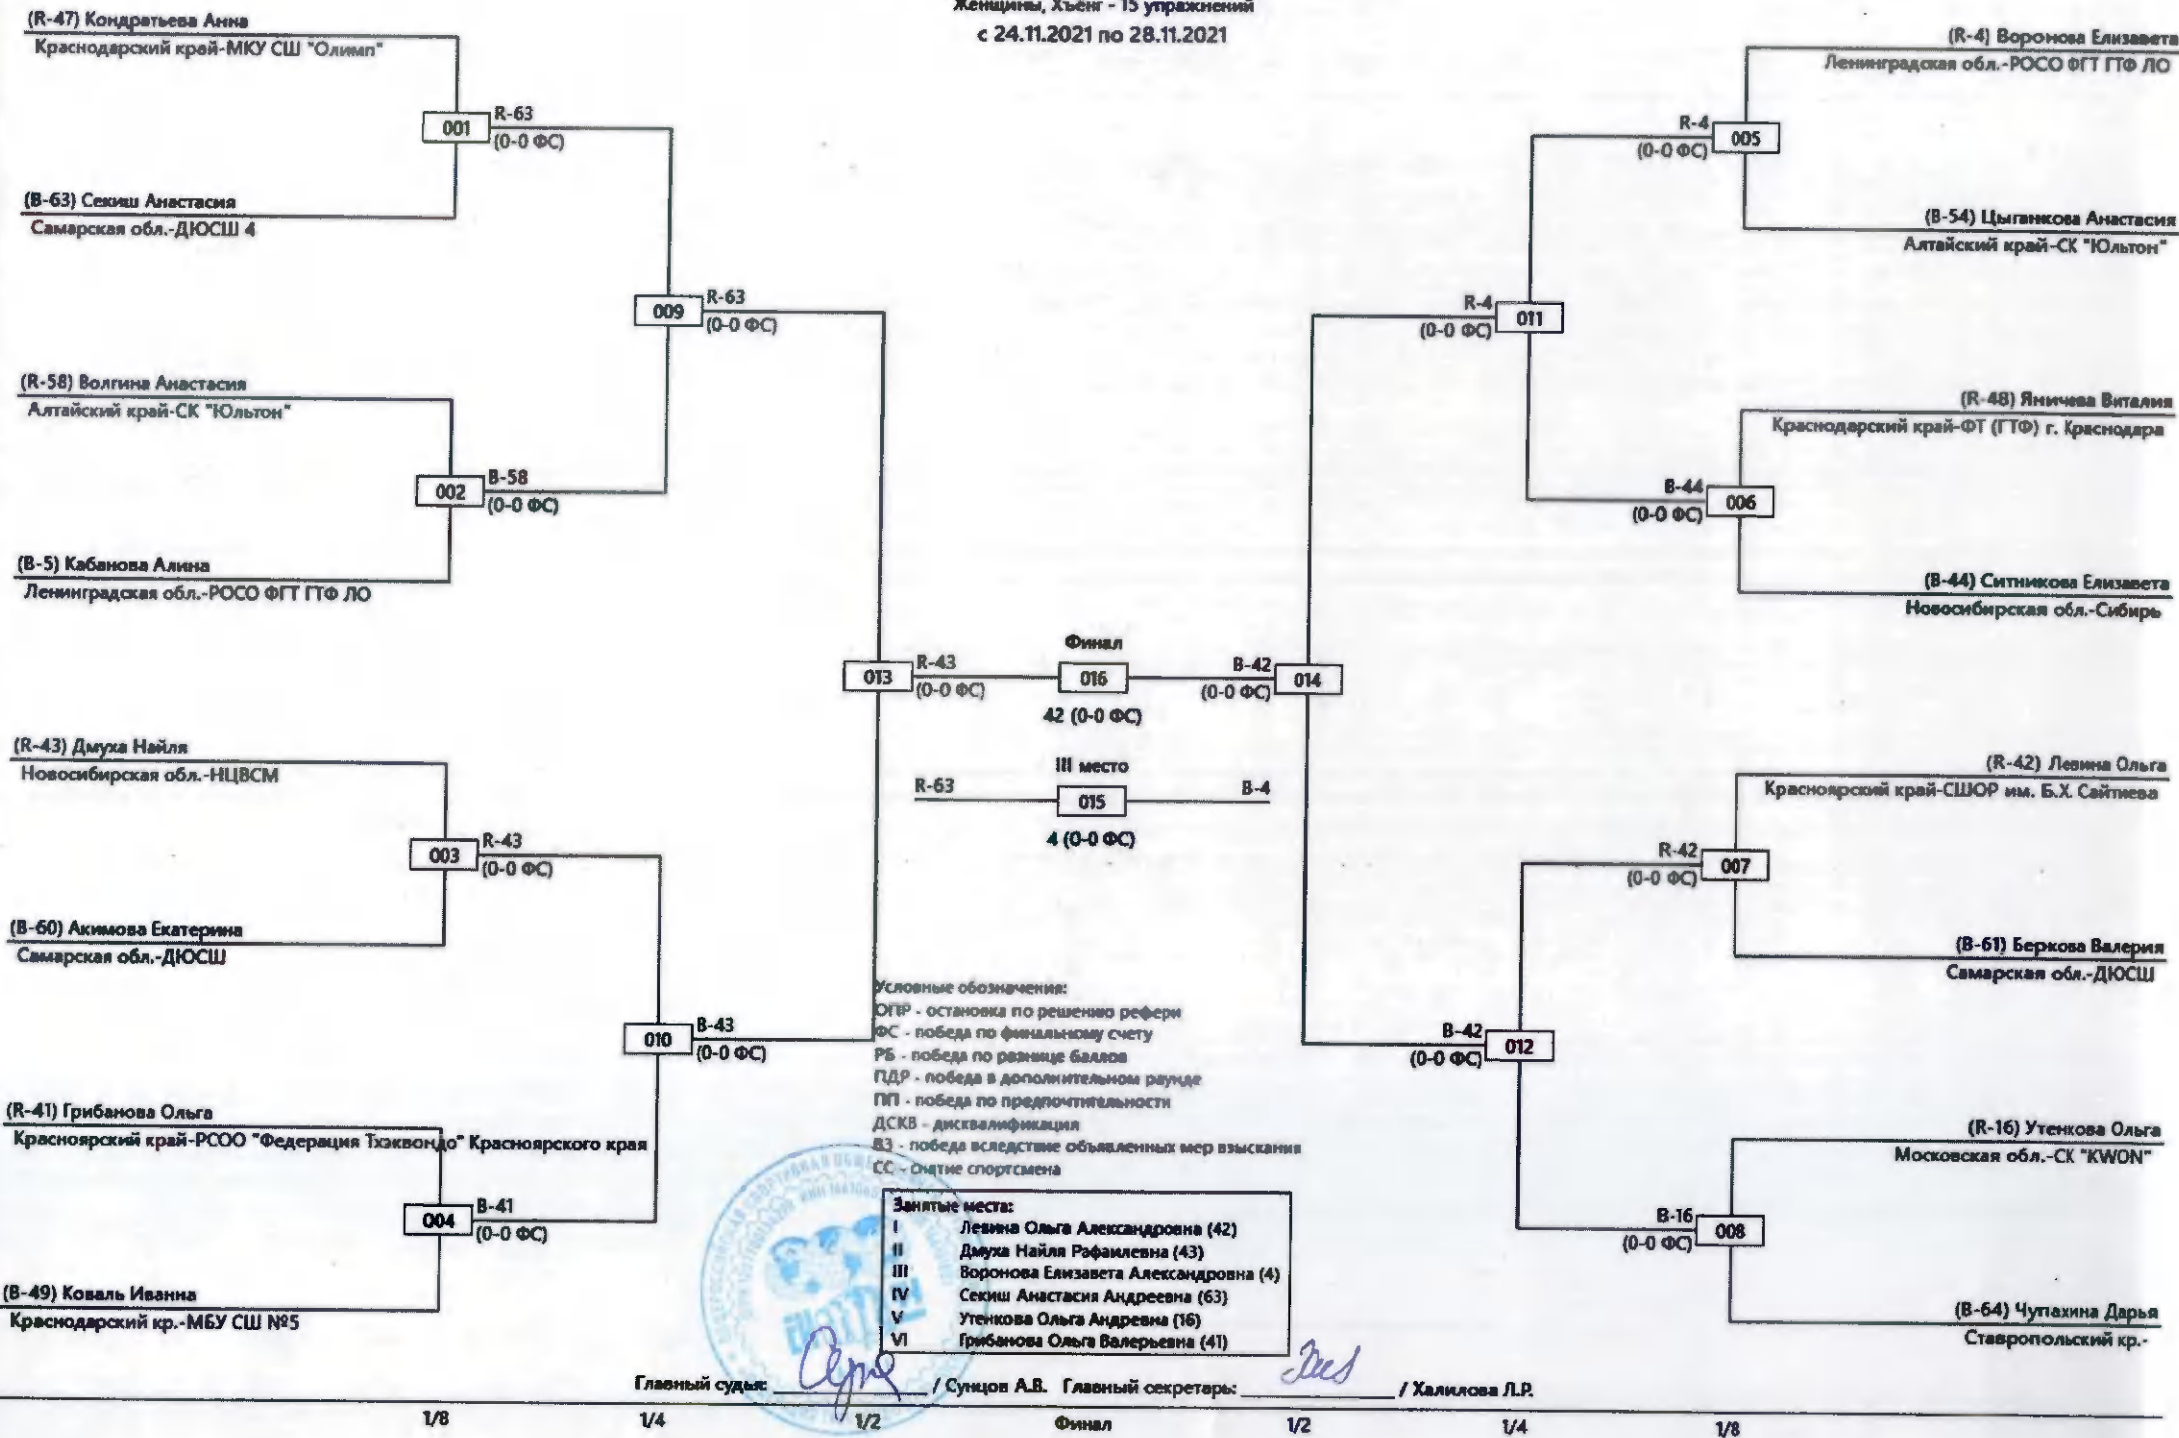 Женщины, Хъёнг - 15 упражнений
с 24.11.2021 по 28.11.2021
(R-47) Кондратьева Анна
Краснодарский край-МКУ СШ "Олимп"
001
R-63
(0-0 ФС)
(B-63) Секиш Анастасия
Самарская обл.-ДЮСШ 4
009
R-63
(0-0 ФС)
(R-58) Волгина Анастасия
Алтайский край-СК "Юльтон"
002
B-58
(0-0 ФС)
(B-5) Кабанова Алина
Ленинградская обл.-РОСО ФГТ ГТФ ЛО
013
R-43
(0-0 ФС)
(R-43) Дмуха Найля
Новосибирская обл.-НЦВСМ
003
R-43
(0-0 ФС)
(B-60) Акимова Екатерина
Самарская обл.-ДЮСШ
010
B-43
(0-0 ФС)
(R-41) Грибанова Ольга
Красноярский край-РСОО "Федерация Тхэквондо" Красноярского края
004
B-41
(0-0 ФС)
(B-49) Коваль Иванна
Краснодарский кр.-МБУ СШ №5
Финал
016
42 (0-0 ФС)
III место
R-63
015
B-4
4 (0-0 ФС)
(R-4) Воронова Елизавета
Ленинградская обл.-РОСО ФГТ ГТФ ЛО
R-4
(0-0 ФС)
005
(B-54) Цыганкова Анастасия
Алтайский край-СК "Юльтон"
R-4
(0-0 ФС)
011
(R-48) Яничева Виталия
Краснодарский край-ФТ (ГТФ) г. Краснодара
B-44
(0-0 ФС)
006
(B-44) Ситникова Елизавета
Новосибирская обл.-Сибирь
B-42
(0-0 ФС)
014
(R-42) Левина Ольга
Красноярский край-СШОР им. Б.Х. Сайтиева
R-42
(0-0 ФС)
007
(B-61) Беркова Валерия
Самарская обл.-ДЮСШ
B-42
(0-0 ФС)
012
(R-16) Утенкова Ольга
Московская обл.-СК "KWON"
B-16
(0-0 ФС)
008
(B-64) Чупахина Дарья
Ставропольский кр.-
Условные обозначения:
ОПР - остановка по решению рефери
ФС - победа по финальному счету
РБ - победа по разнице баллов
ПДР - победа в дополнительном раунде
ПП - победа по предпочтительности
ДСКВ - дисквалификация
ВЗ - победа вследствие объявленных мер взыскания
СС - снятие спортсмена
Занятые места:
I Левина Ольга Александровна (42)
II Дмуха Найля Рафаилевна (43)
III Воронова Елизавета Александровна (4)
IV Секиш Анастасия Андреевна (63)
V Утенкова Ольга Андревна (16)
VI Грибанова Ольга Валерьевна (41)
Главный судья: / Сунцов А.В. Главный секретарь: / Халилова Л.Р.
1/8 1/4 1/2 Финал 1/2 1/4 1/8